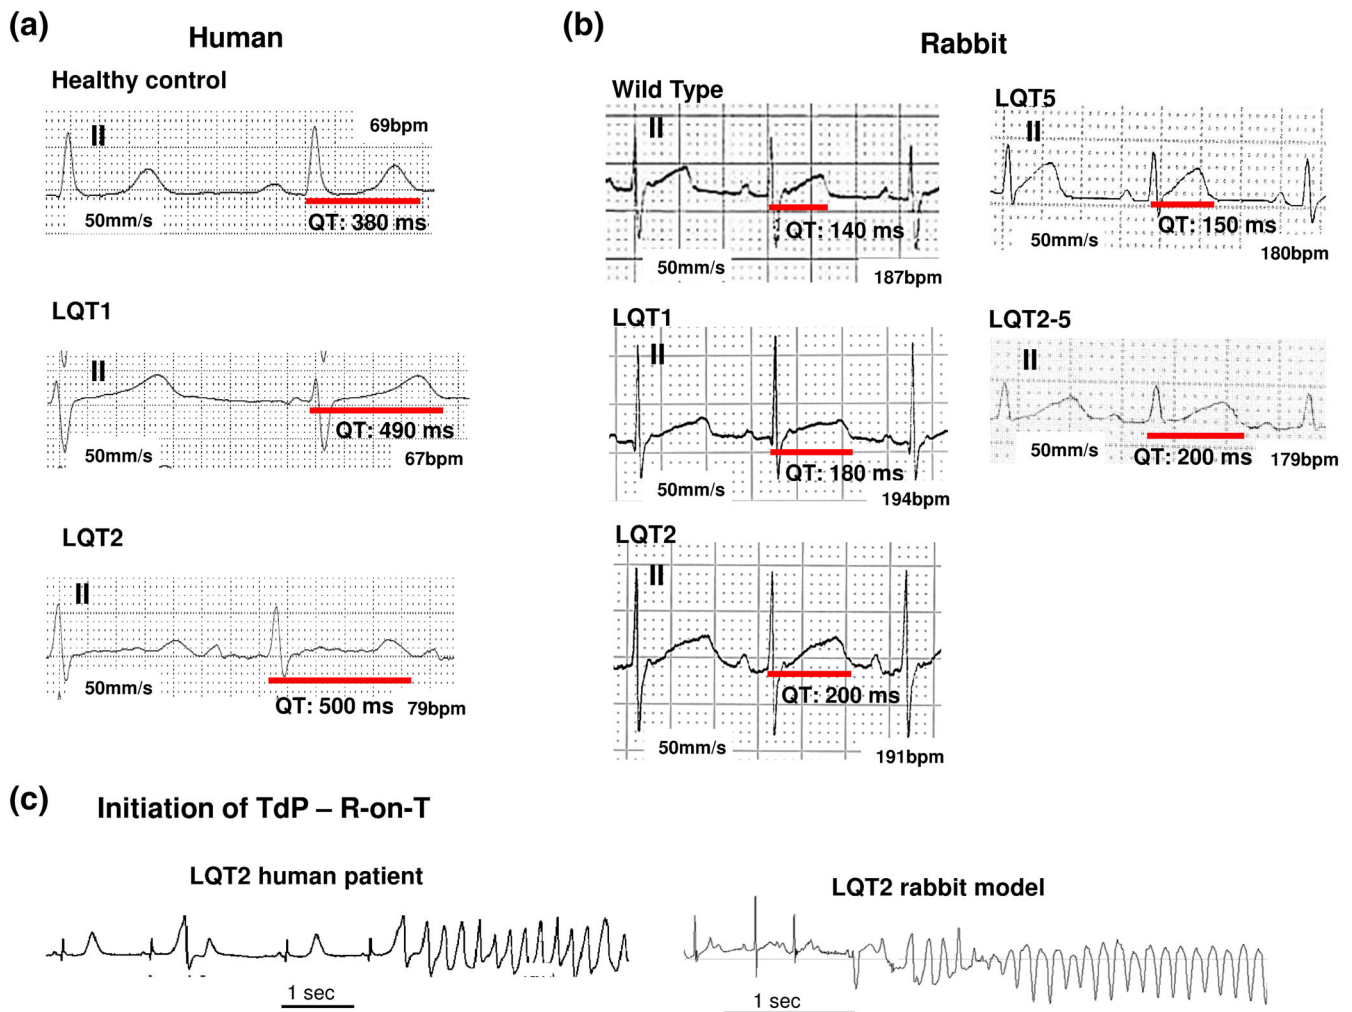 (a)
Human
Healthy control
II
69bpm
50mm/s
QT: 380 ms
LQT1
II
50mm/s
QT: 490 ms
67bpm
LQT2
II
50mm/s
QT: 500 ms
79bpm
(b)
Rabbit
Wild Type
II
QT: 140 ms
50mm/s
187bpm
LQT5
II
QT: 150 ms
50mm/s
180bpm
LQT1
II
QT: 180 ms
50mm/s
194bpm
LQT2-5
II
50mm/s
QT: 200 ms
179bpm
LQT2
II
QT: 200 ms
50mm/s
191bpm
(c)
Initiation of TdP – R-on-T
LQT2 human patient
1 sec
LQT2 rabbit model
1 sec